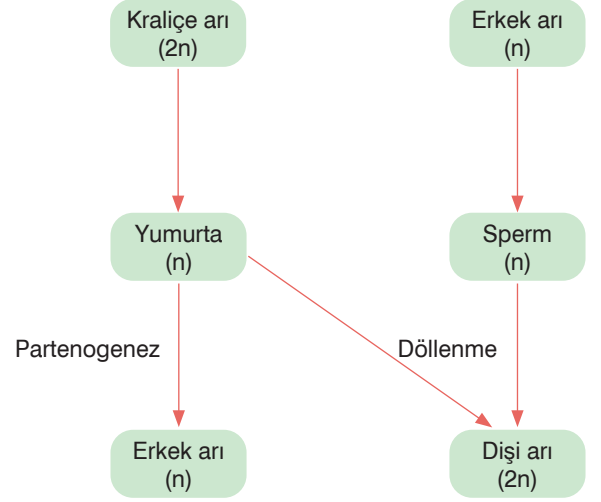 Kraliçe arı
(2n)
Erkek arı
(n)
Yumurta
(n)
Sperm
(n)
Partenogenez
Döllenme
Erkek arı
(n)
Dişi arı
(2n)